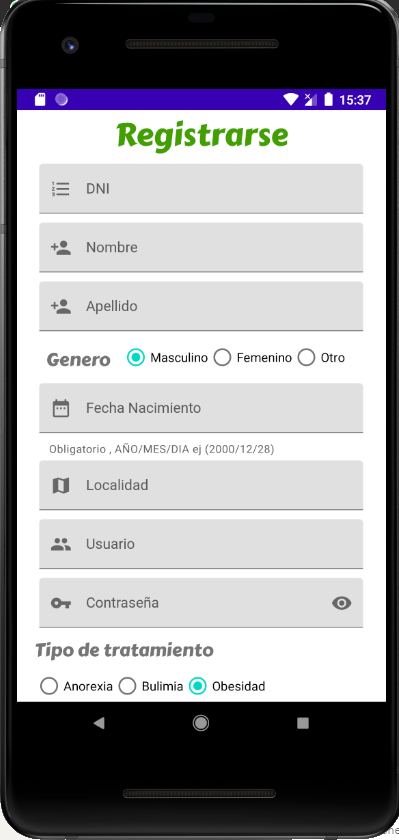 15:37
Registrarse
DNI
Nombre
Apellido
Genero Masculino Femenino Otro
Fecha Nacimiento
Obligatorio , AÑO/MES/DIA ej (2000/12/28)
Localidad
Usuario
Contraseña
Tipo de tratamiento
Anorexia Bulimia Obesidad